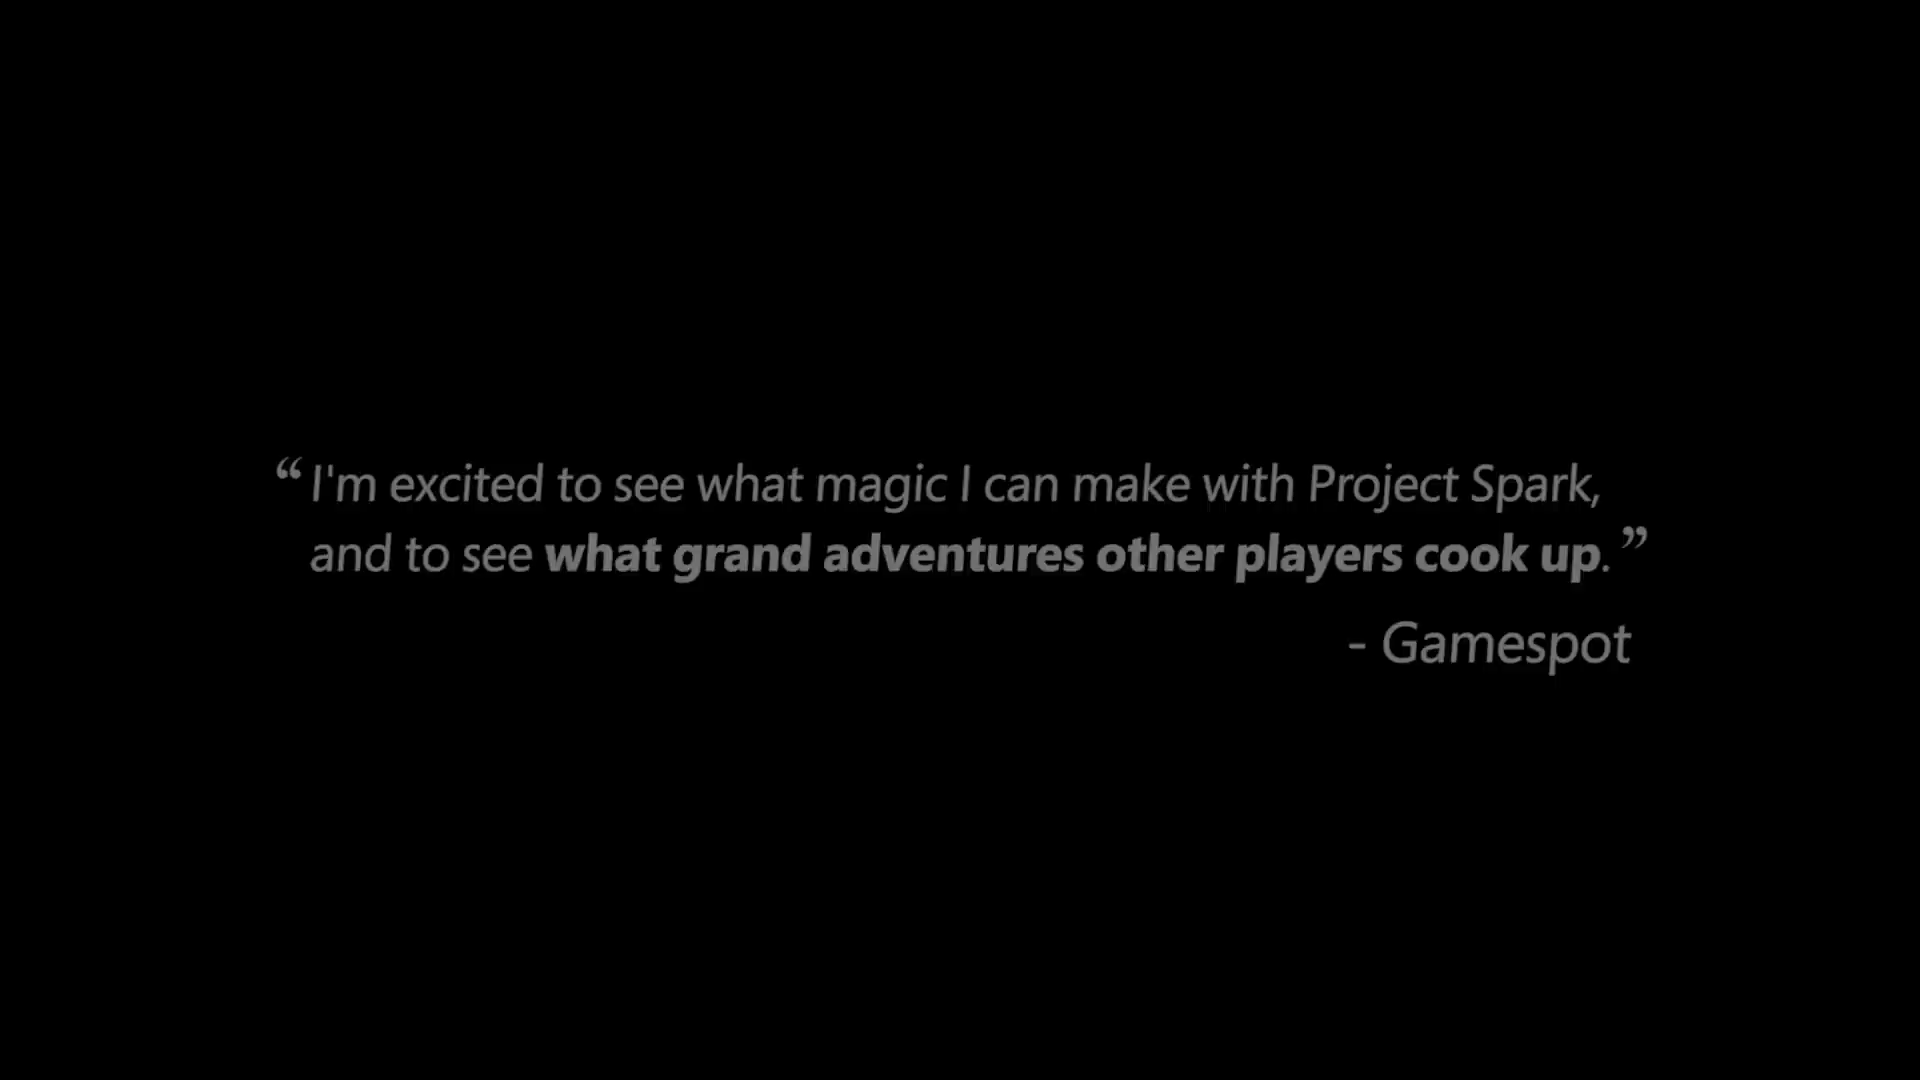 “I'm excited to see what magic I can make with Project Spark,
and to see what grand adventures other players cook up.”
- Gamespot